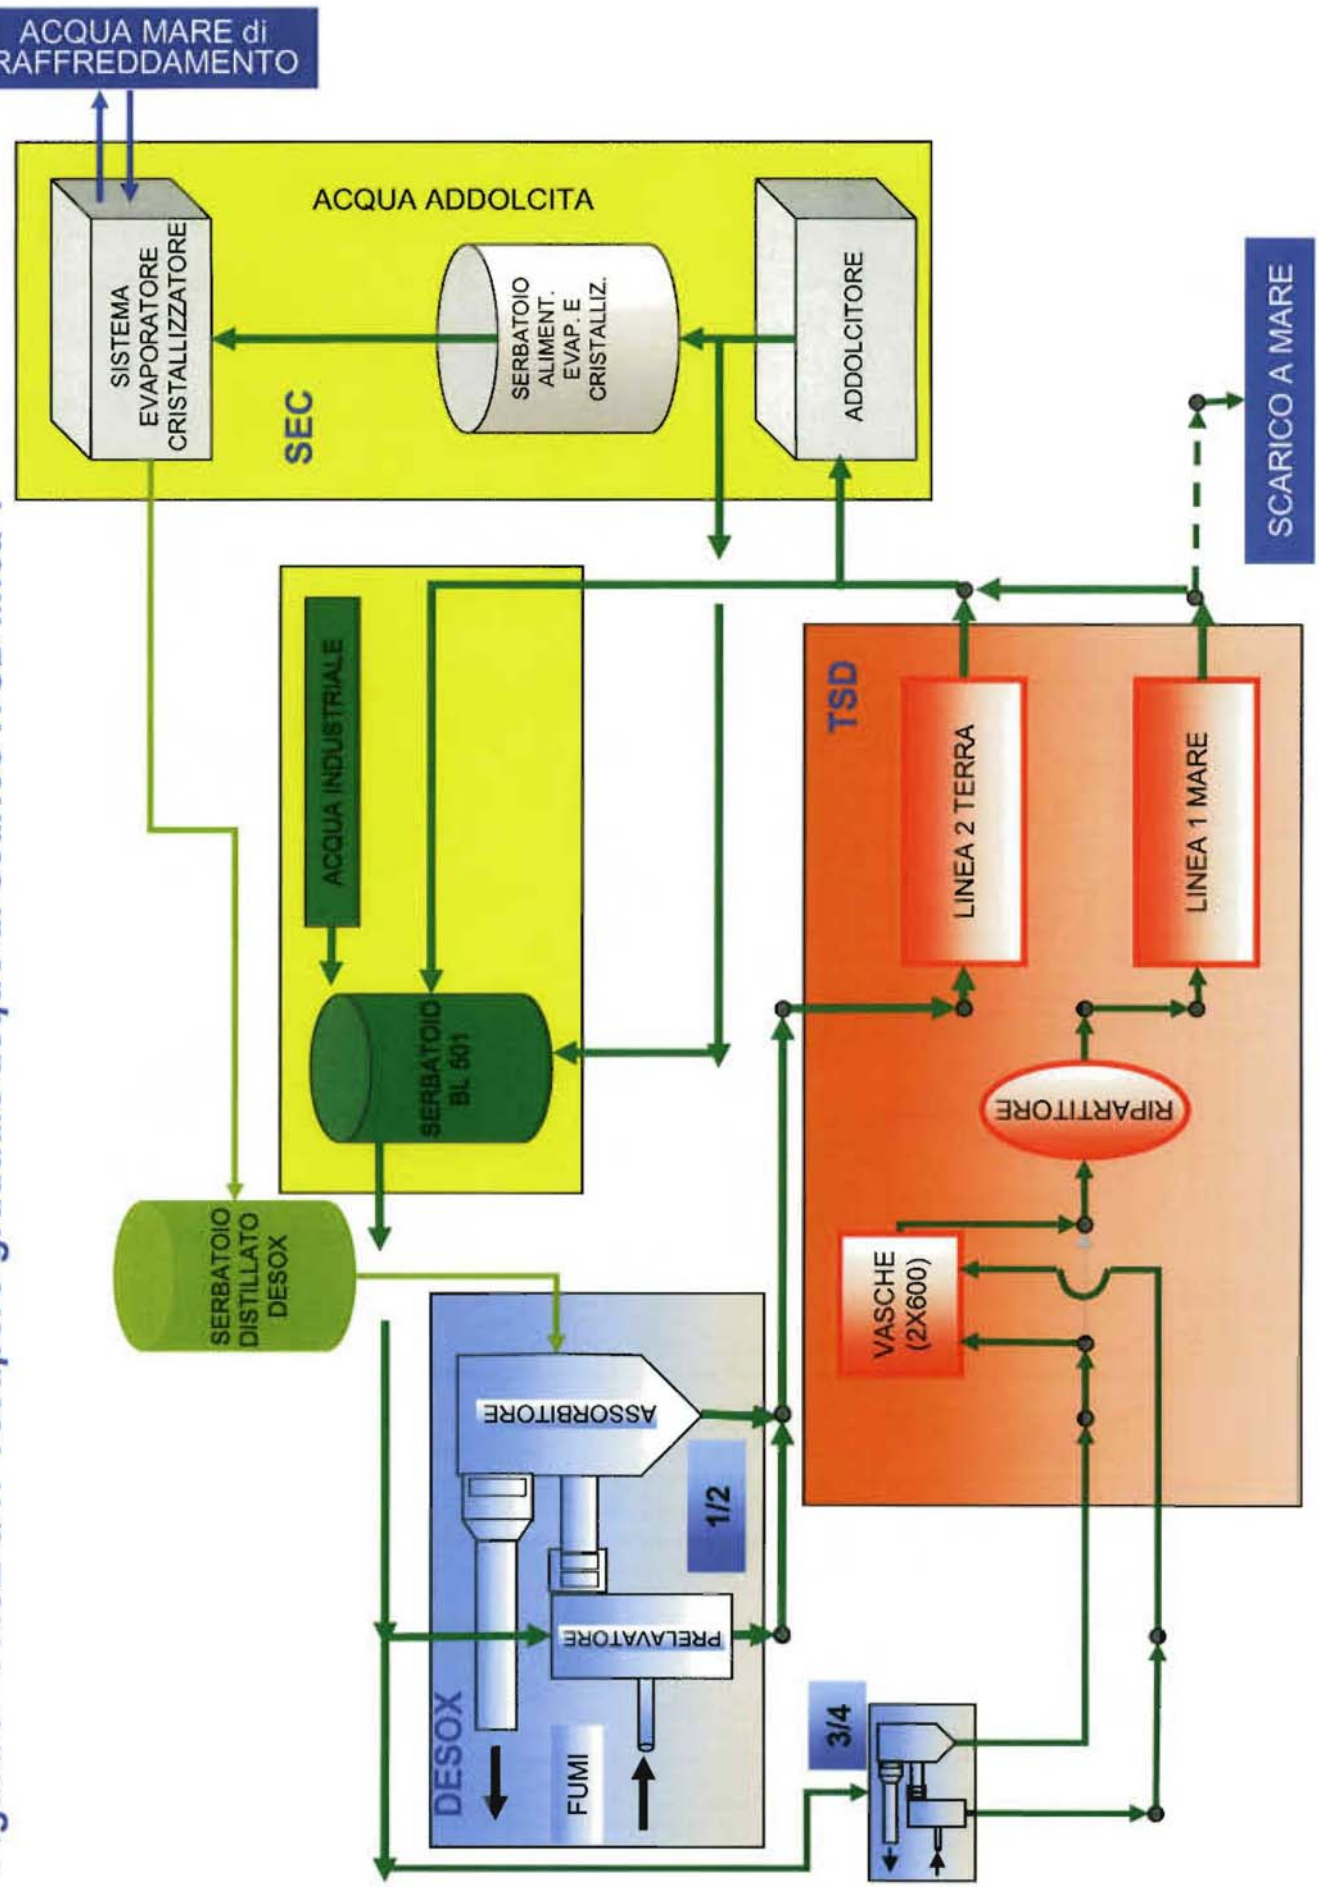 ACQUA MARE di
RAFFREDDAMENTO
SISTEMA
EVAPORATORE
CRISTALLIZZATORE
ACQUA ADDOLCITA
SEC
SERBATOIO
ALIMENT.
EVAP. E
CRISTALLIZ.
ADDOLCITORE
ACQUA INDUSTRIALE
SERBATOIO
BL 501
SERBATOIO
DISTILLATO
DESOX
DESOX
ASSORBITORE
PRELAVATORE
FUMI
1/2
3/4
TSD
LINEA 2 TERRA
LINEA 1 MARE
RIPARTITORE
VASCHE
(2X600)
SCARICO A MARE